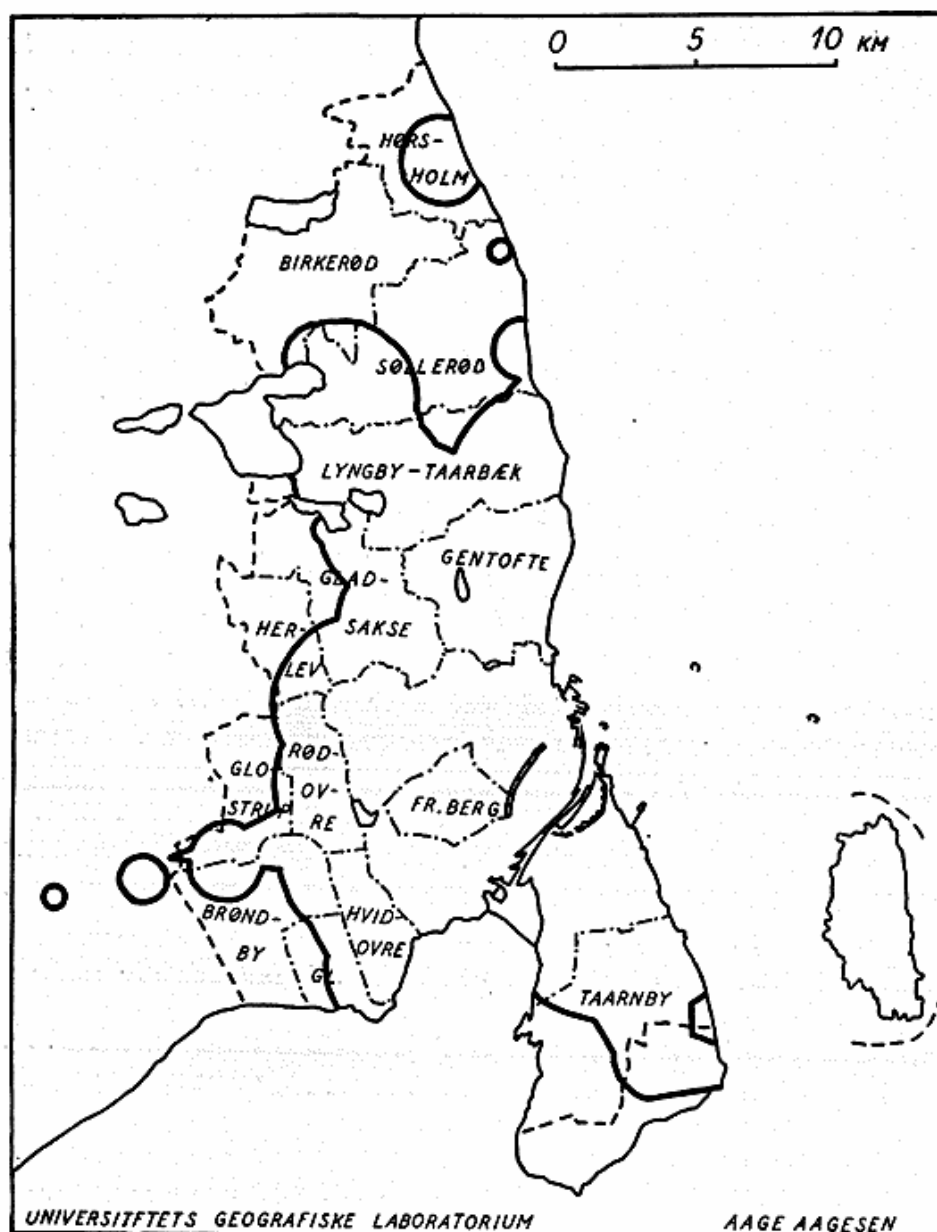 0 5 10 KM
HØRS-
HOLM
BIRKERØD
SØLLERØD
LYNGBY-TAARBÆK
GENTOFTE
GLAD-
SAKSE
HER-
LEV
RØD-
OV-
RE
GLO-
STRUP
FR.BERG
BRØND-
BY
HVID-
OVRE
TAARNBY
UNIVERSITFTETS GEOGRAFISKE LABORATORIUM AAGE AAGESEN